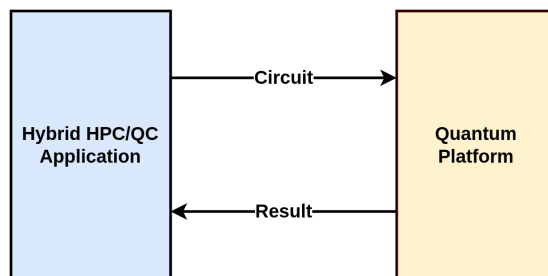 Circuit
Hybrid HPC/QC
Application
Quantum
Platform
Result